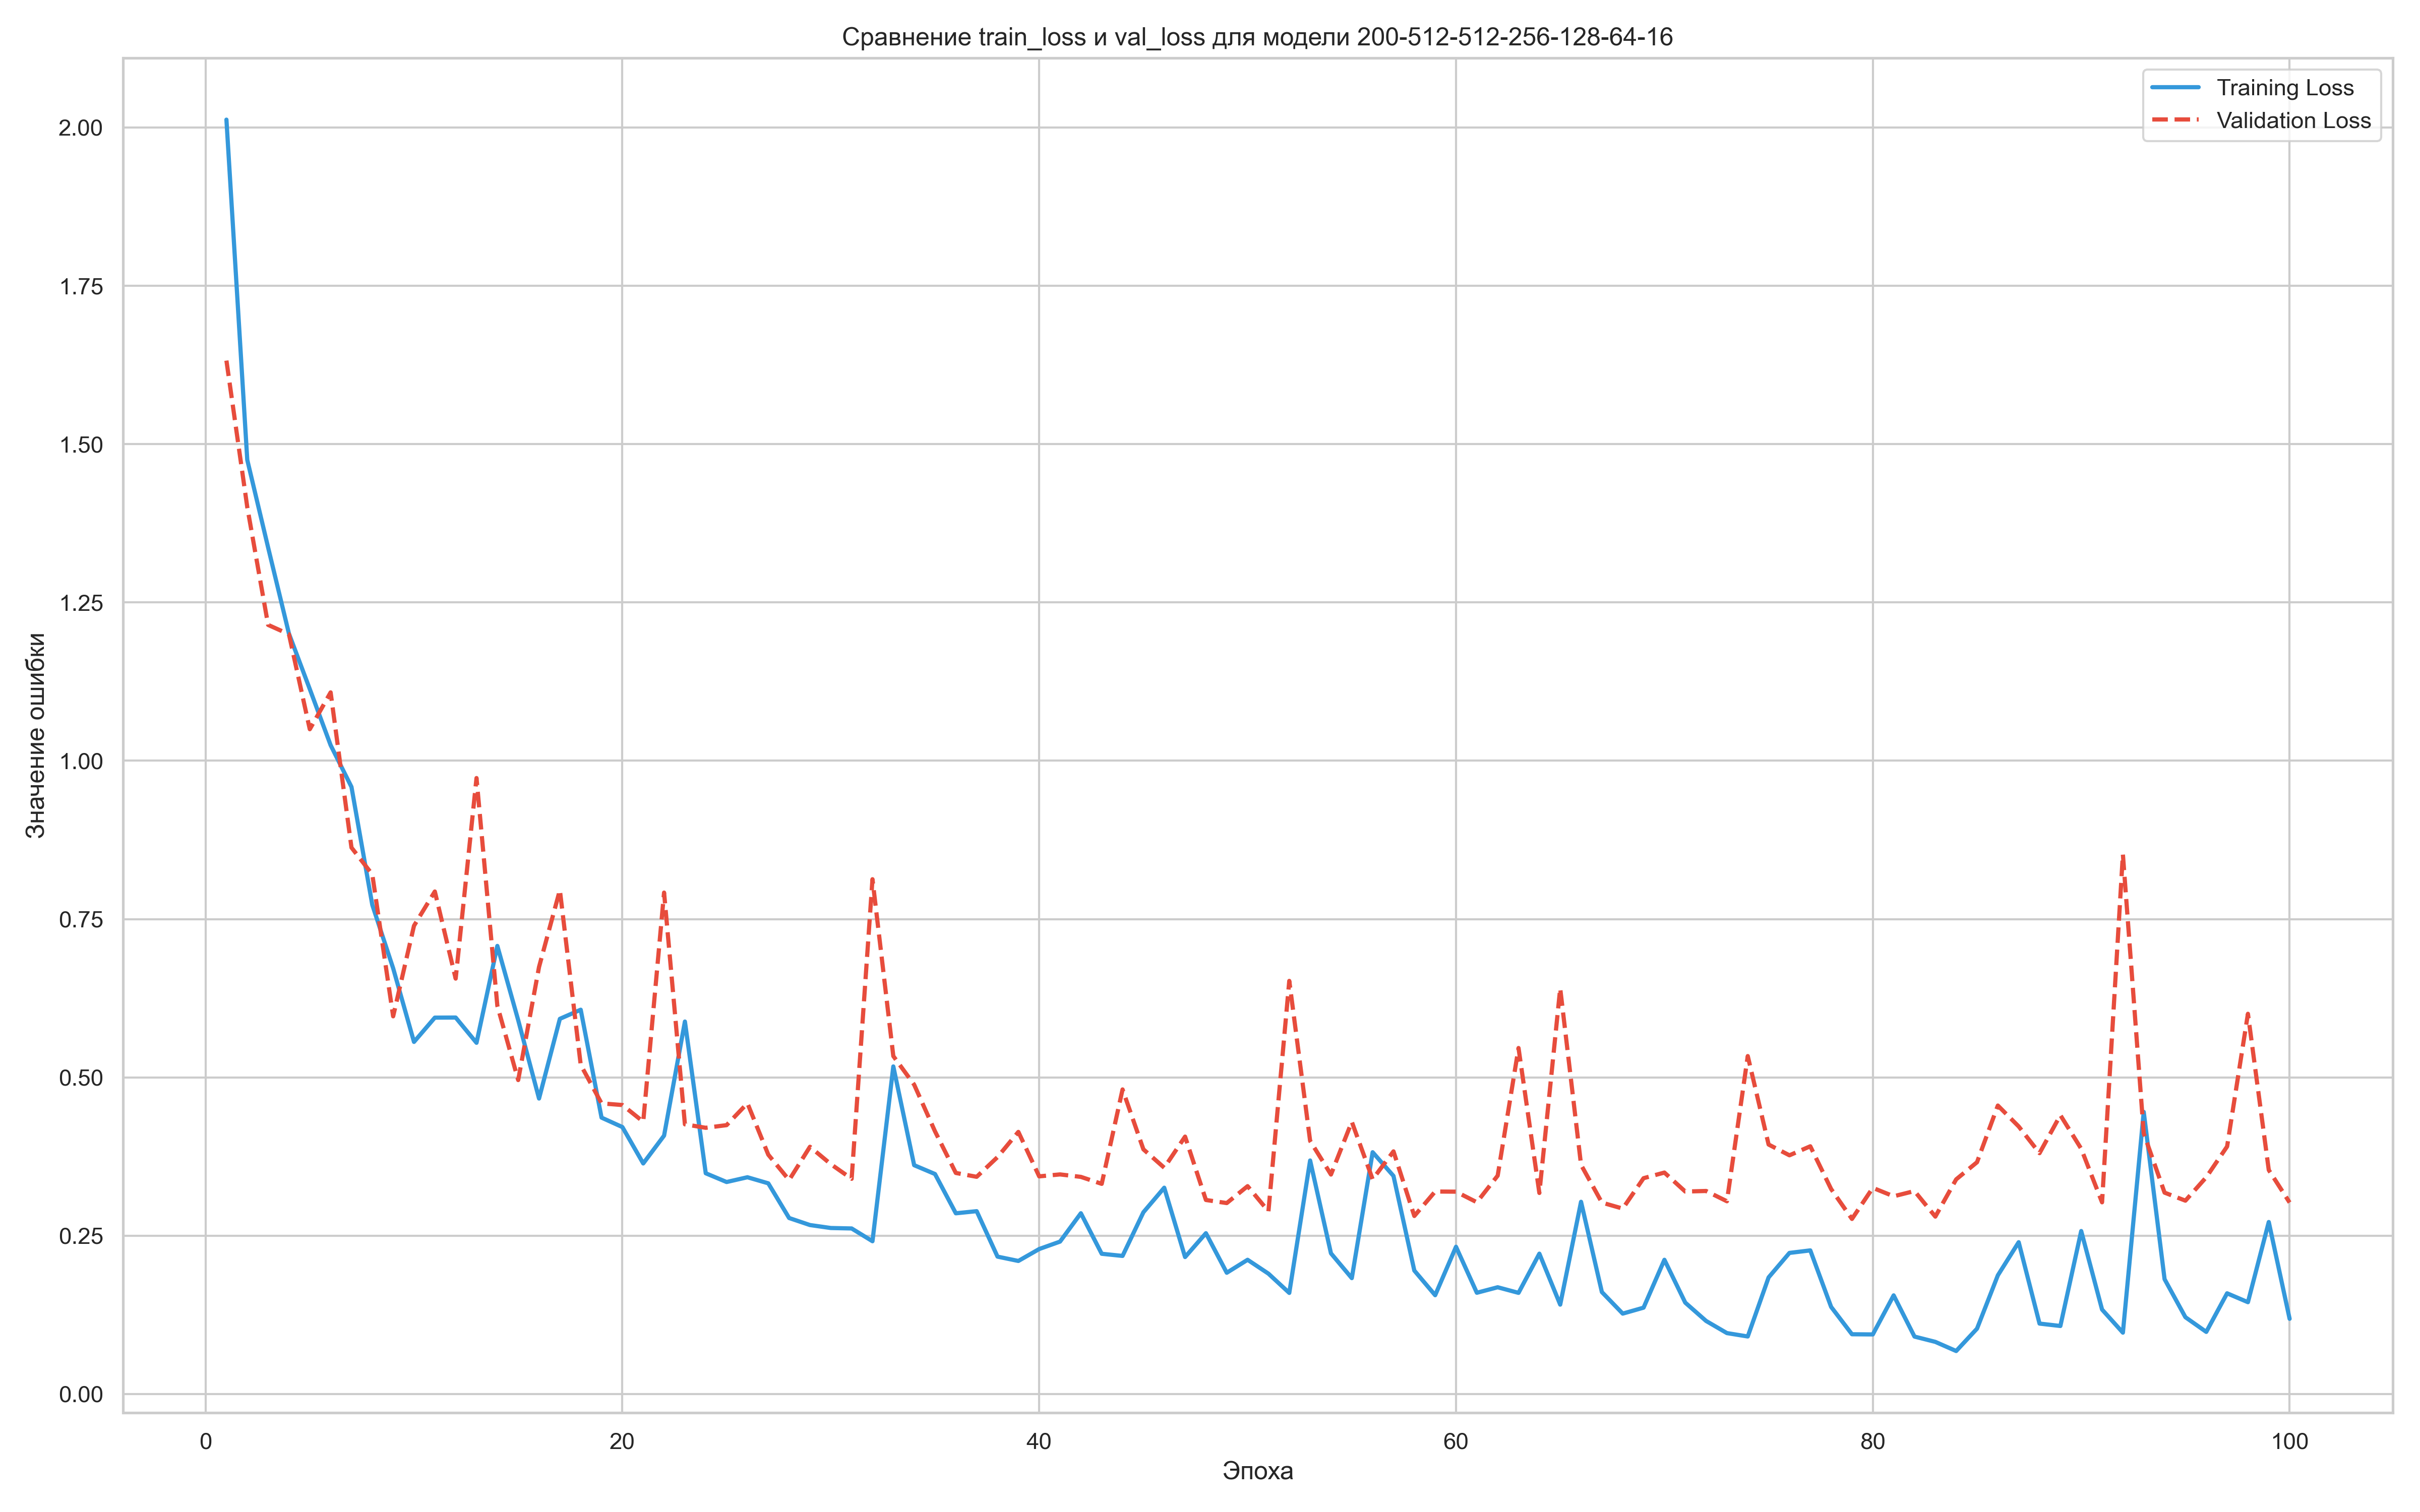 Сравнение train_loss и val_loss для модели 200-512-512-256-128-64-16
Training Loss
Validation Loss
Значение ошибки
2.00
1.75
1.50
1.25
1.00
0.75
0.50
0.25
0.00
0 20 40 60 80 100
Эпоха